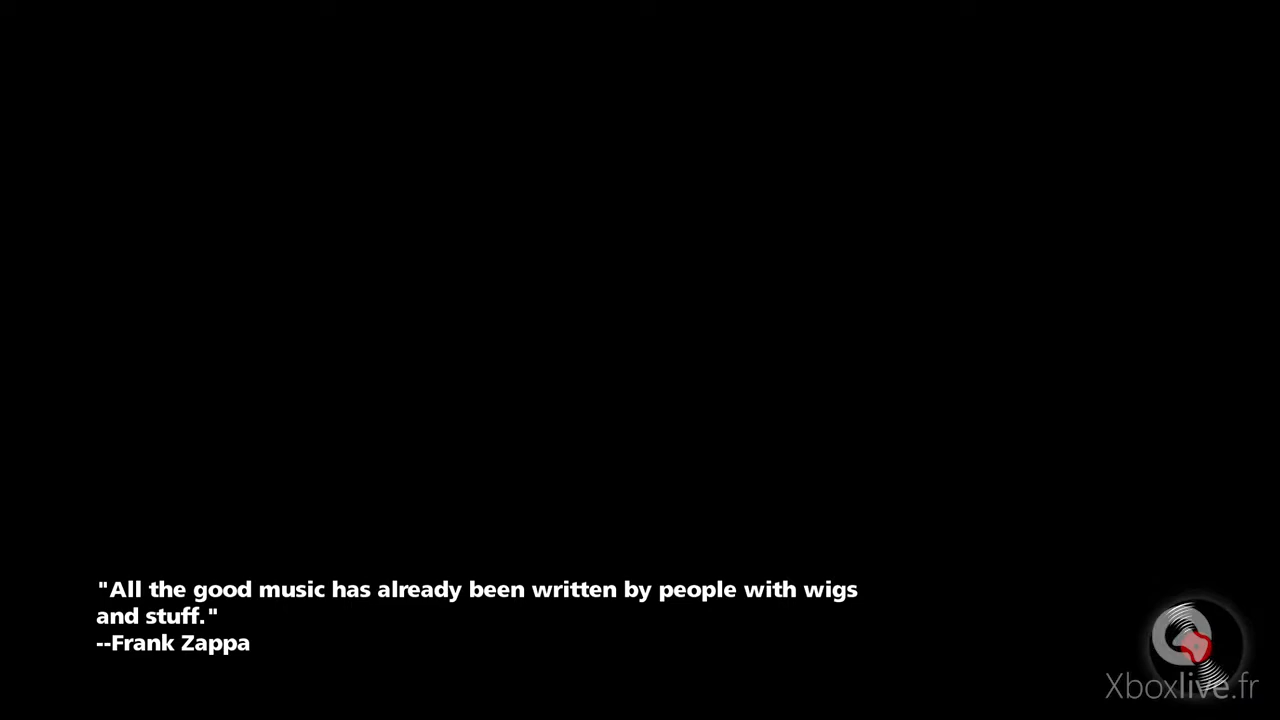 "All the good music has already been written by people with wigs
and stuff."
--Frank Zappa
Xboxlive.fr